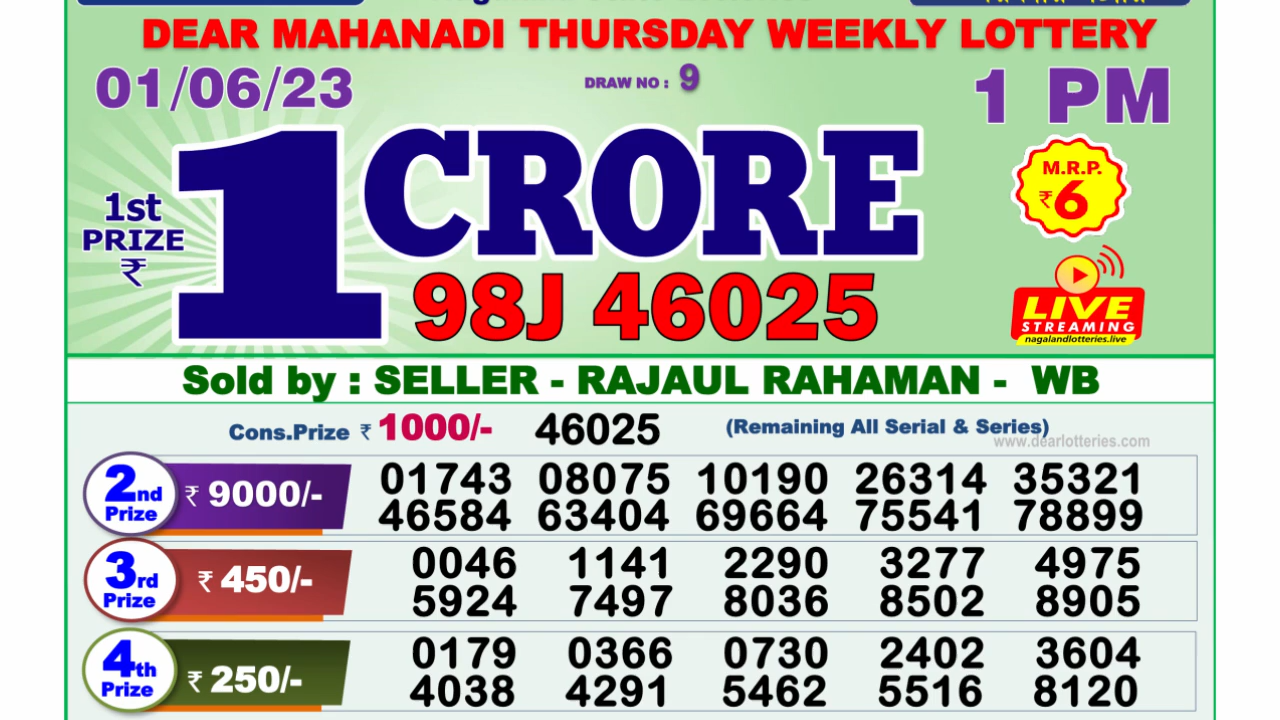 DEAR MAHANADI THURSDAY WEEKLY LOTTERY
01/06/23
DRAW NO : 9
1 PM
1st
PRIZE
₹
1 CRORE
98J 46025
M.R.P.
₹6
LIVE
STREAMING
nagalandlotteries.live
Sold by : SELLER - RAJAUL RAHAMAN - WB
Cons.Prize ₹ 1000/- 46025 (Remaining All Serial & Series)
www.dearlotteries.com
2nd Prize ₹ 9000/-
01743 08075 10190 26314 35321
46584 63404 69664 75541 78899
3rd Prize ₹ 450/-
0046 1141 2290 3277 4975
5924 7497 8036 8502 8905
4th Prize ₹ 250/-
0179 0366 0730 2402 3604
4038 4291 5462 5516 8120